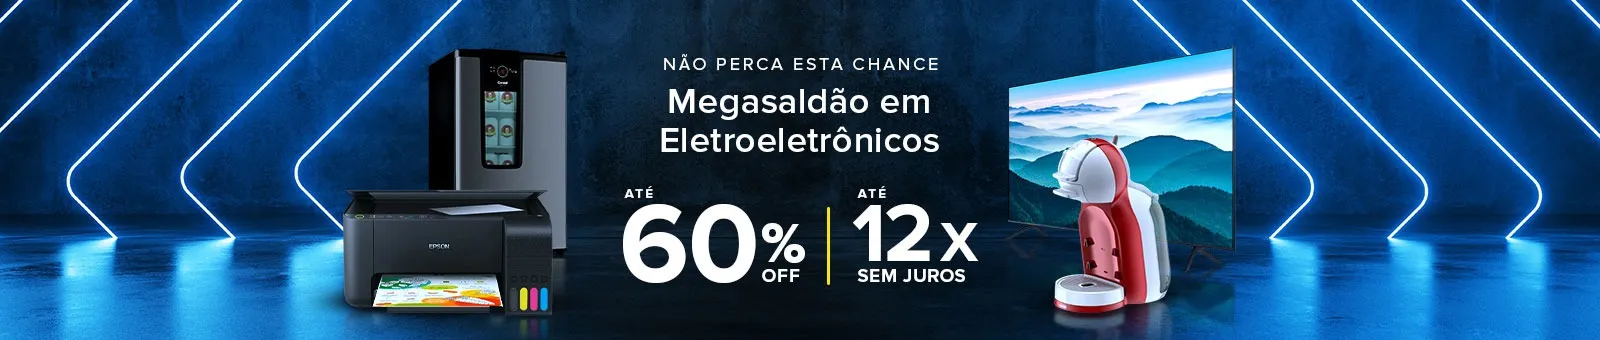 NÃO PERCA ESTA CHANCE
Megasaldão em
Eletroeletrônicos
ATÉ
60% OFF
ATÉ
12x
SEM JUROS
EPSON